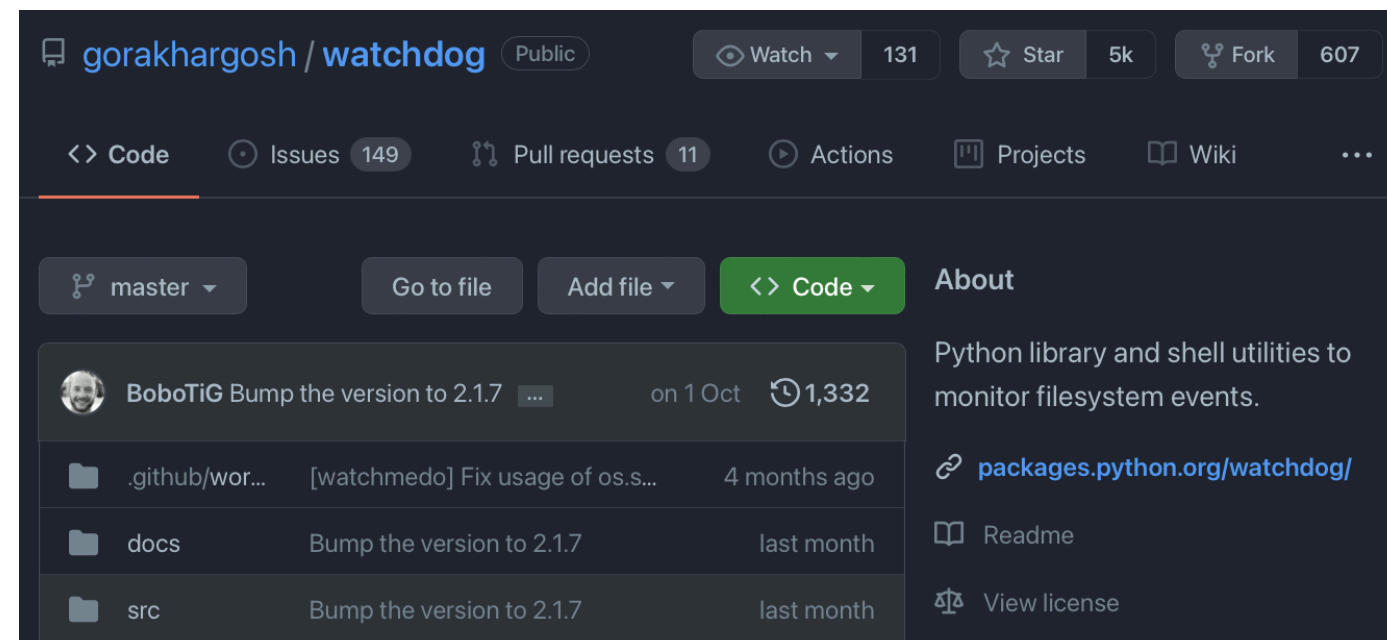 gorakhargosh / watchdog Public Watch 131 Star 5k Fork 607
<> Code Issues 149 Pull requests 11 Actions Projects Wiki ...
master Go to file Add file <> Code
About
Python library and shell utilities to
monitor filesystem events.
packages.python.org/watchdog/
Readme
View license
BoboTiG Bump the version to 2.1.7 ... on 1 Oct 1,332
.github/wor... [watchmedo] Fix usage of os.s... 4 months ago
docs Bump the version to 2.1.7 last month
src Bump the version to 2.1.7 last month